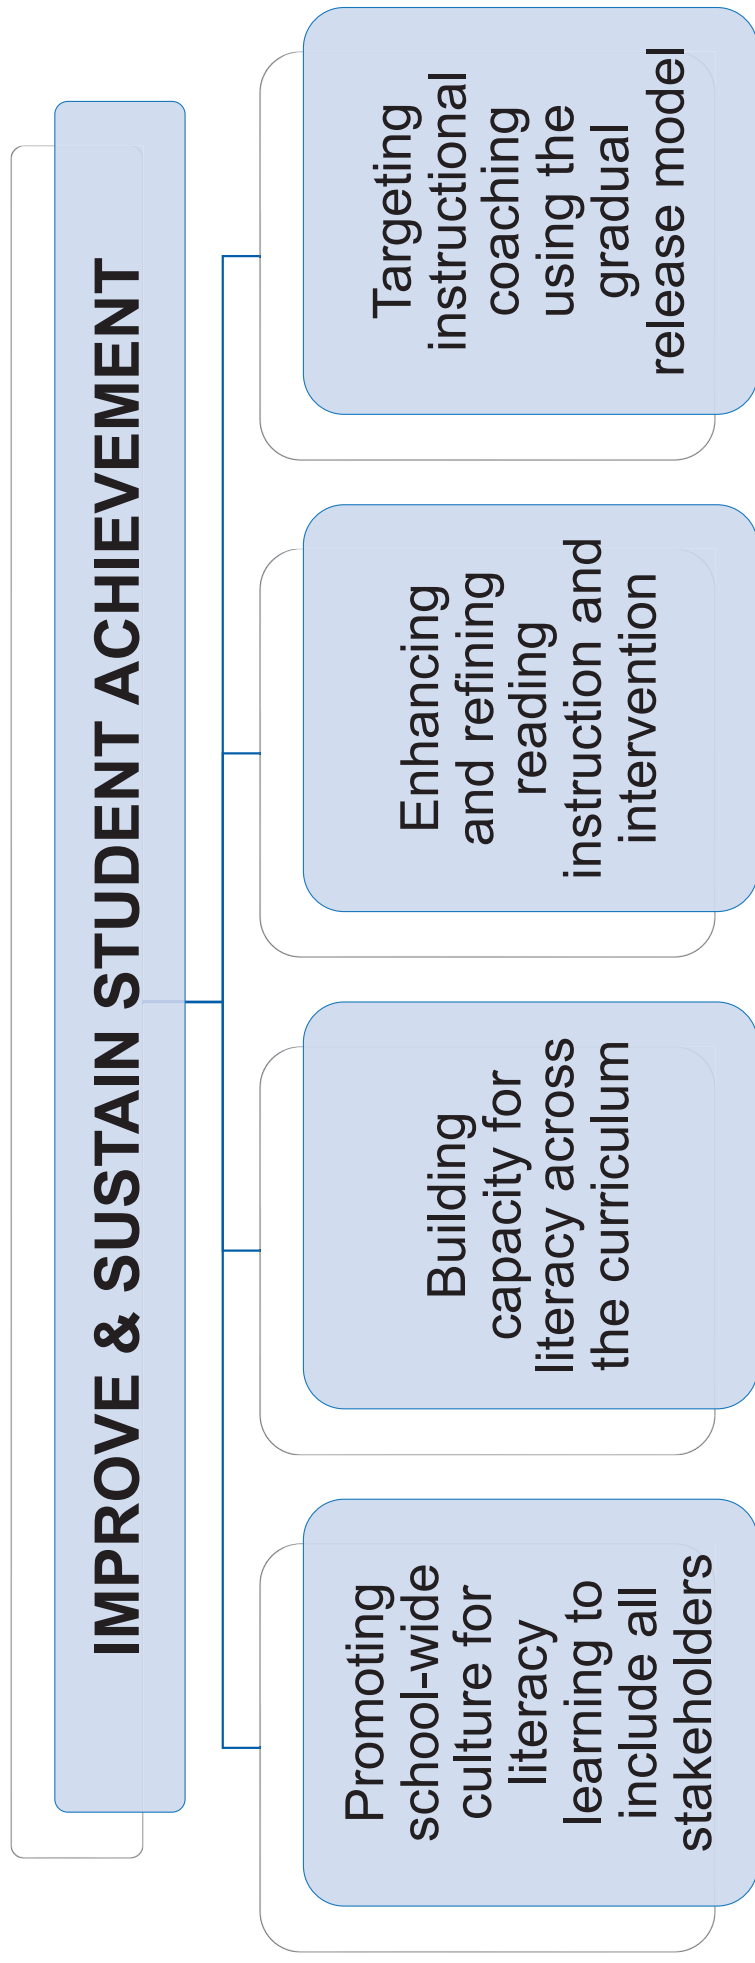 IMPROVE & SUSTAIN STUDENT ACHIEVEMENT
Promoting
school-wide
culture for
literacy
learning to
include all
stakeholders
Building
capacity for
literacy across
the curriculum
Enhancing
and refining
reading
instruction and
intervention
Targeting
instructional
coaching
using the
gradual
release model